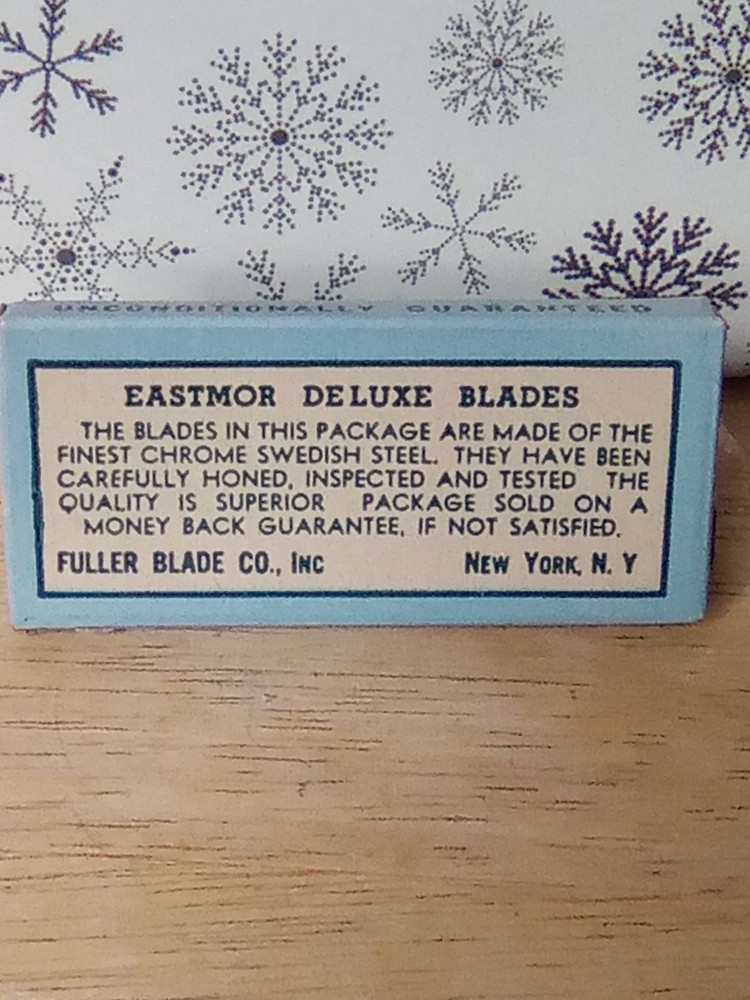 UNCONDITIONALLY GUARANTEED
EASTMOR DELUXE BLADES
THE BLADES IN THIS PACKAGE ARE MADE OF THE
FINEST CHROME SWEDISH STEEL. THEY HAVE BEEN
CAREFULLY HONED, INSPECTED AND TESTED THE
QUALITY IS SUPERIOR PACKAGE SOLD ON A
MONEY BACK GUARANTEE, IF NOT SATISFIED.
FULLER BLADE CO., INC NEW YORK, N. Y